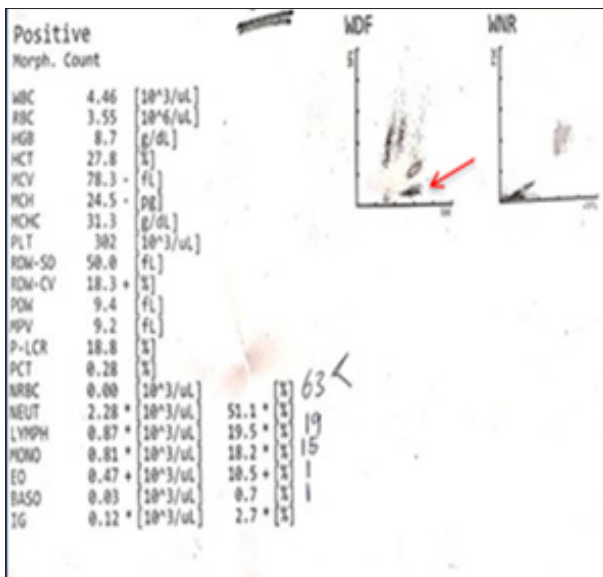 Positive
Morph. Count
WBC 4.46 [10^3/uL]
RBC 3.55 [10^6/uL]
HGB 8.7 [g/dL]
HCT 27.8 [%]
MCV 78.3 - [fL]
MCH 24.5 - [pg]
MCHC 31.3 [g/dL]
PLT 302 [10^3/uL]
RDW-SD 50.0 [fL]
RDW-CV 18.3 + [%]
PDW 9.4 [fL]
MPV 9.2 [fL]
P-LCR 18.8 [%]
PCT 0.28 [%]
NRBC 0.00 [10^3/uL] [%] 63
NEUT 2.28 * [10^3/uL] 51.1 * [%]
LYMPH 0.87 * [10^3/uL] 19.5 * [%] 19
MONO 0.81 * [10^3/uL] 18.2 * [%] 15
EO 0.47 + [10^3/uL] 10.5 + [%] 1
BASO 0.03 [10^3/uL] 0.7 [%] 1
IG 0.12 * [10^3/uL] 2.7 * [%]
WDF
WNR